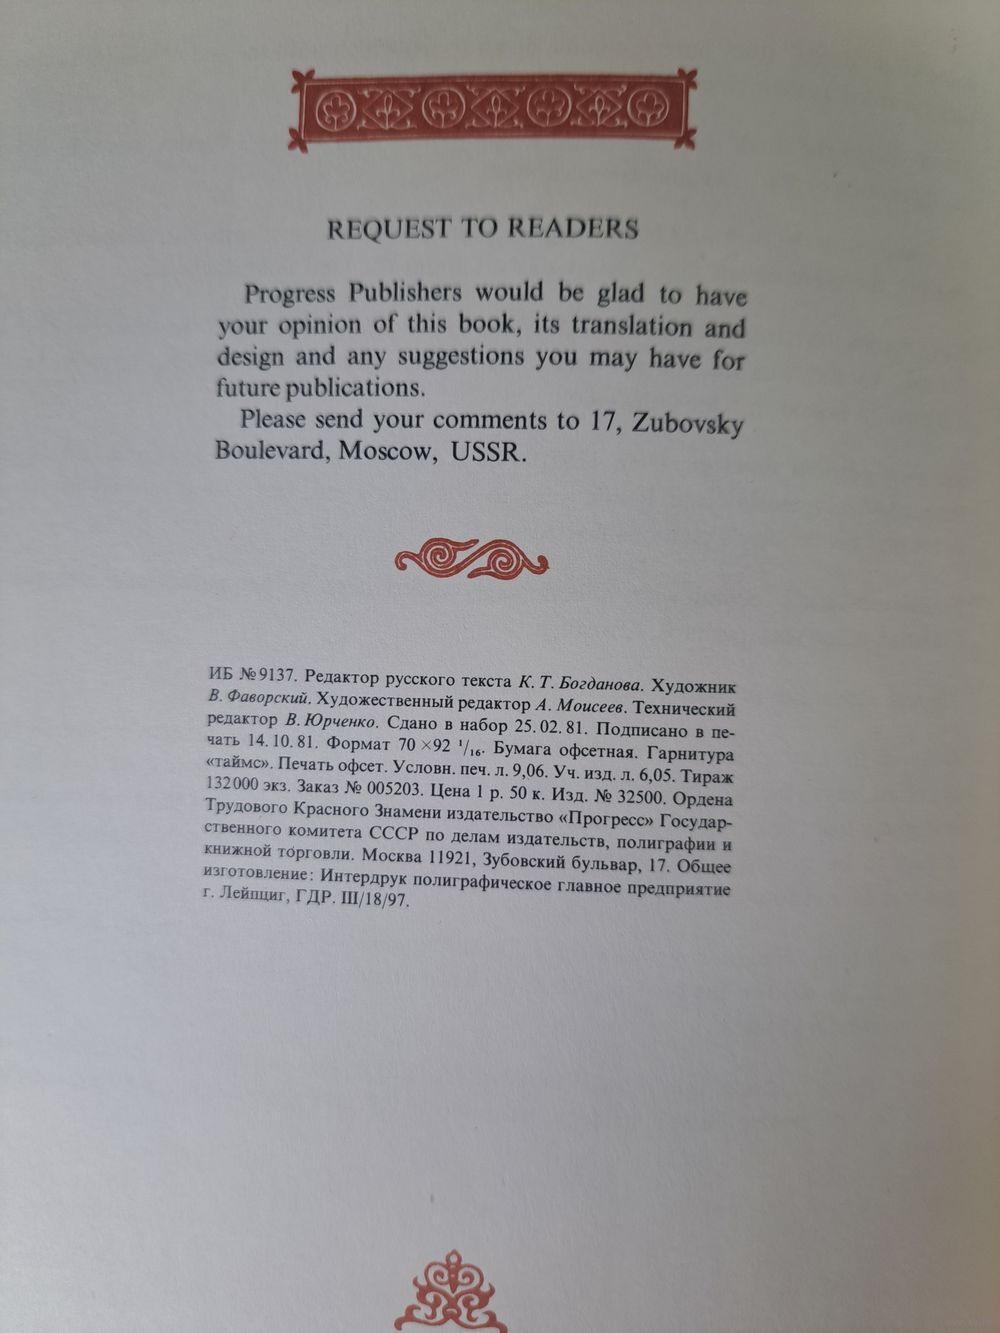 REQUEST TO READERS
Progress Publishers would be glad to have
your opinion of this book, its translation and
design and any suggestions you may have for
future publications.
Please send your comments to 17, Zubovsky
Boulevard, Moscow, USSR.
ИБ № 9137. Редактор русского текста К. Т. Богданова. Художник
В. Фаворский. Художественный редактор А. Моисеев. Технический
редактор В. Юрченко. Сдано в набор 25.02.81. Подписано в пе-
чать 14.10.81. Формат 70 ×92 1/16. Бумага офсетная. Гарнитура
«таймс». Печать офсет. Условн. печ. л. 9,06. Уч. изд. л. 6,05. Тираж
132000 экз. Заказ № 005203. Цена 1 р. 50 к. Изд. № 32500. Ордена
Трудового Красного Знамени издательство «Прогресс» Государ-
ственного комитета СССР по делам издательств, полиграфии и
книжной торговли. Москва 11921, Зубовский бульвар, 17. Общее
изготовление: Интердрук полиграфическое главное предприятие
г. Лейпциг, ГДР. III/18/97.